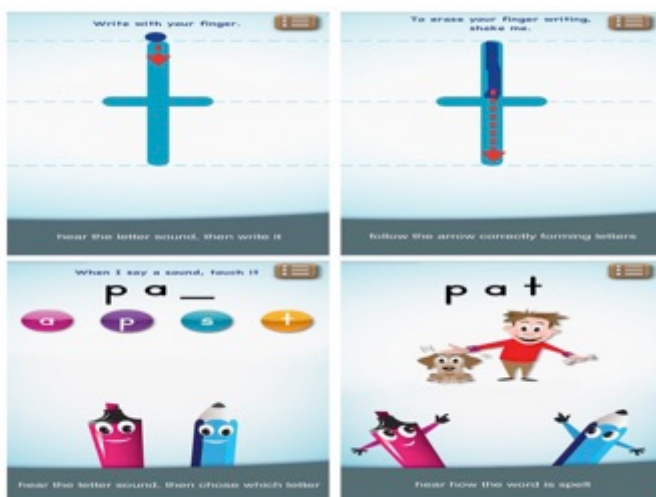 Write with your finger.
hear the letter sound, then write it
To erase your finger writing,
shake me.
follow the arrow correctly forming letters
When I say a sound, touch it
p a _
a p s t
hear the letter sound, then chose which letter
p a t
hear how the word is spelt